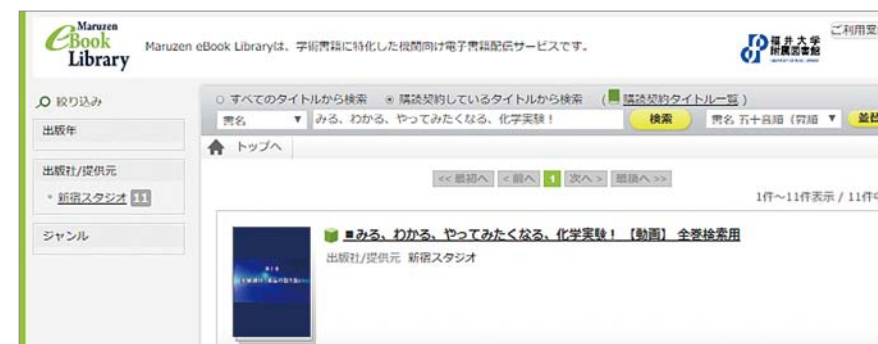 Maruzen
eBook
Library
Maruzen eBook Libraryは、学術書籍に特化した機関向け電子書籍配信サービスです。
福井大学
附属図書館
ご利用案
絞り込み
出版年
出版社/提供元
・新宿スタジオ 11
ジャンル
○ すべてのタイトルから検索 ◉ 購読契約しているタイトルから検索 ( 購読契約タイトル一覧 )
書名 ▼ みる、わかる、やってみたくなる、化学実験! 検索 書名 五十音順 (昇順 ▼ 並替
トップへ
<< 最初へ < 前へ 1 次へ > 最後へ >>
1件~11件表示 / 11件中
■みる、わかる、やってみたくなる、化学実験! 【動画】 全巻検索用
出版社/提供元 新宿スタジオ